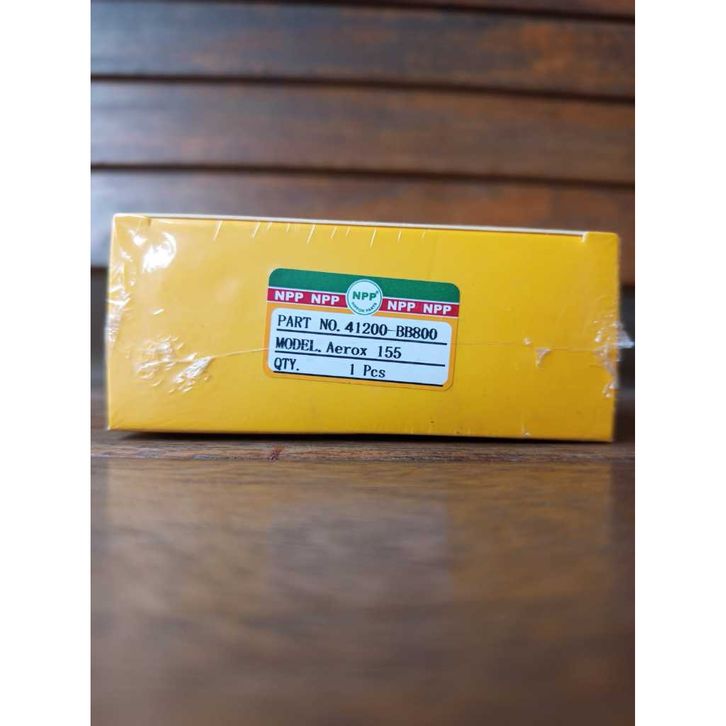 NPP NPP NPP NPP NPP
PART NO. 41200-BB800
MODEL. Aerox 155
QTY. 1 Pcs